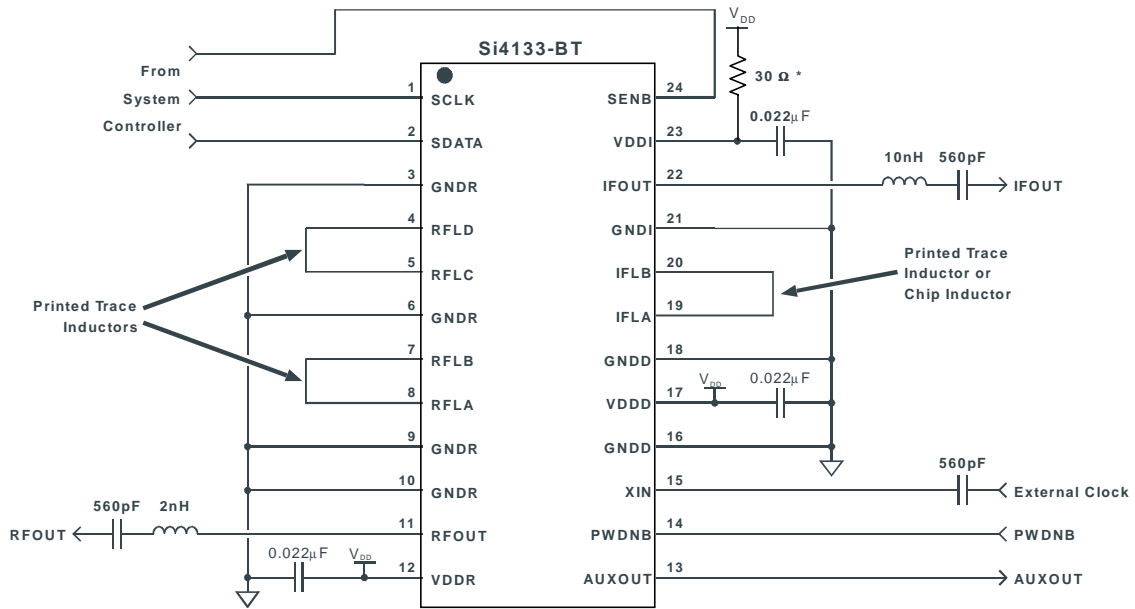 Si4133-BT
From
System
Controller
Printed Trace
Inductors
1 SCLK
2 SDATA
3 GNDR
4 RFLD
5 RFLC
6 GNDR
7 RFLB
8 RFLA
9 GNDR
10 GNDR
11 RFOUT
12 VDDR
560pF 2nH
RFOUT
0.022µF VDD
SENB 24
VDDI 23
IFOUT 22
GNDI 21
IFLB 20
IFLA 19
GNDD 18
VDDD 17
GNDD 16
XIN 15
PWDNB 14
AUXOUT 13
VDD
30 Ω *
0.022µF
10nH 560pF
IFOUT
Printed Trace
Inductor or
Chip Inductor
VDD 0.022µF
560pF
External Clock
PWDNB
AUXOUT